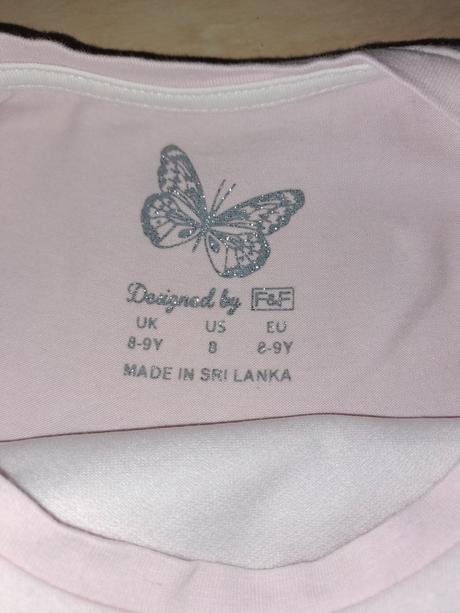 Designed by F&F
UK US EU
8-9Y 8 8-9Y
MADE IN SRI LANKA